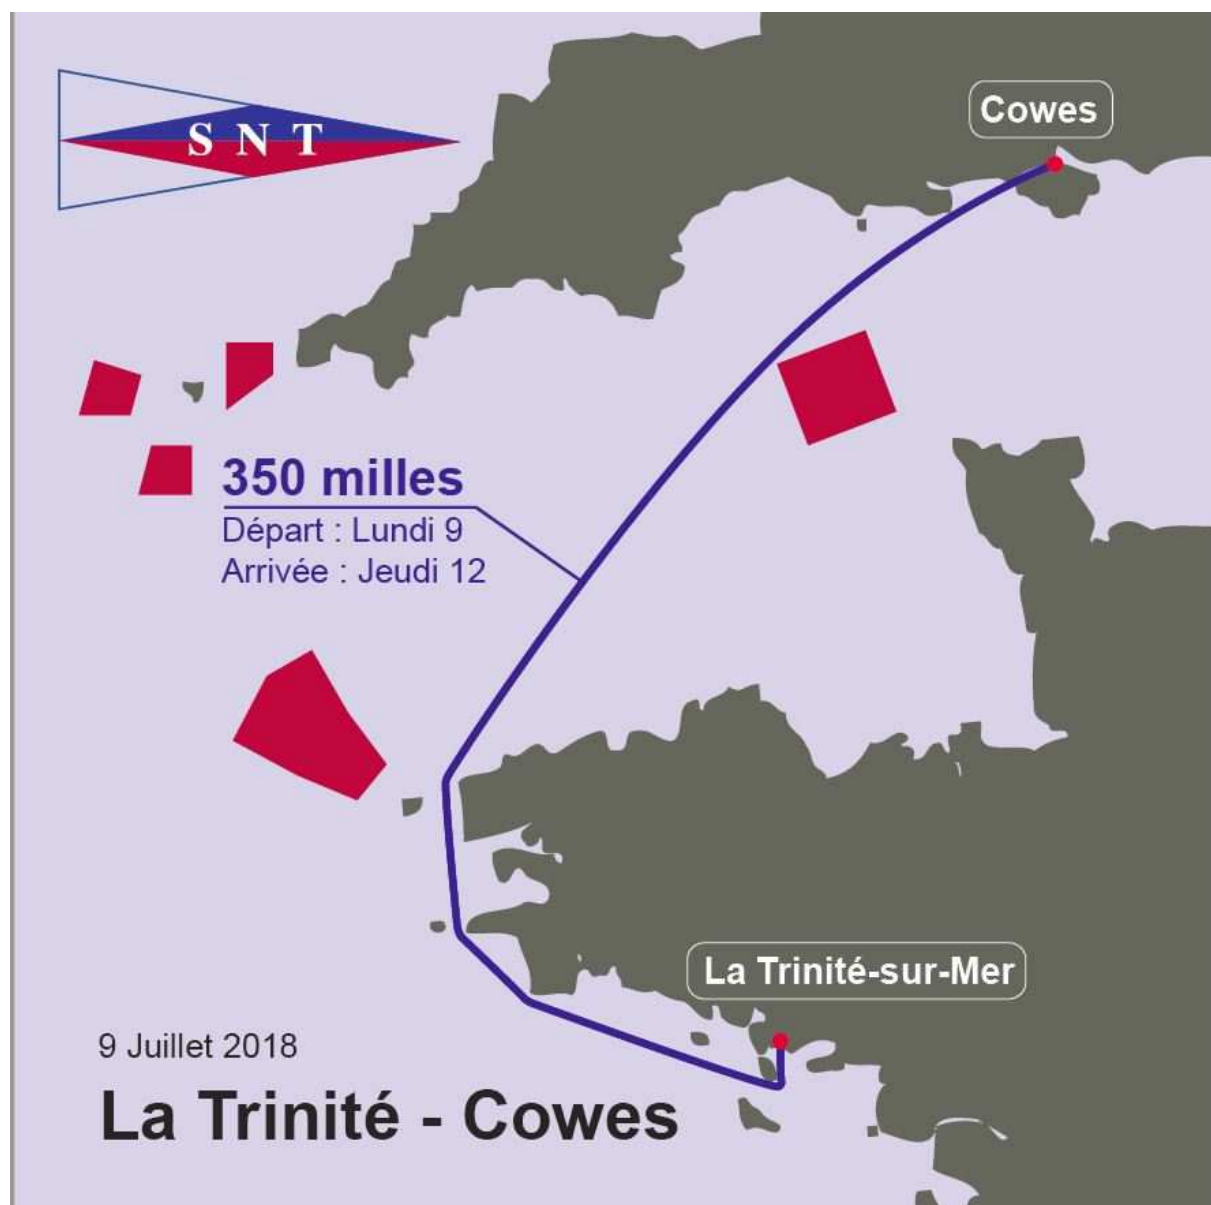 S N T
Cowes
350 milles
Départ : Lundi 9
Arrivée : Jeudi 12
La Trinité-sur-Mer
9 Juillet 2018
La Trinité - Cowes